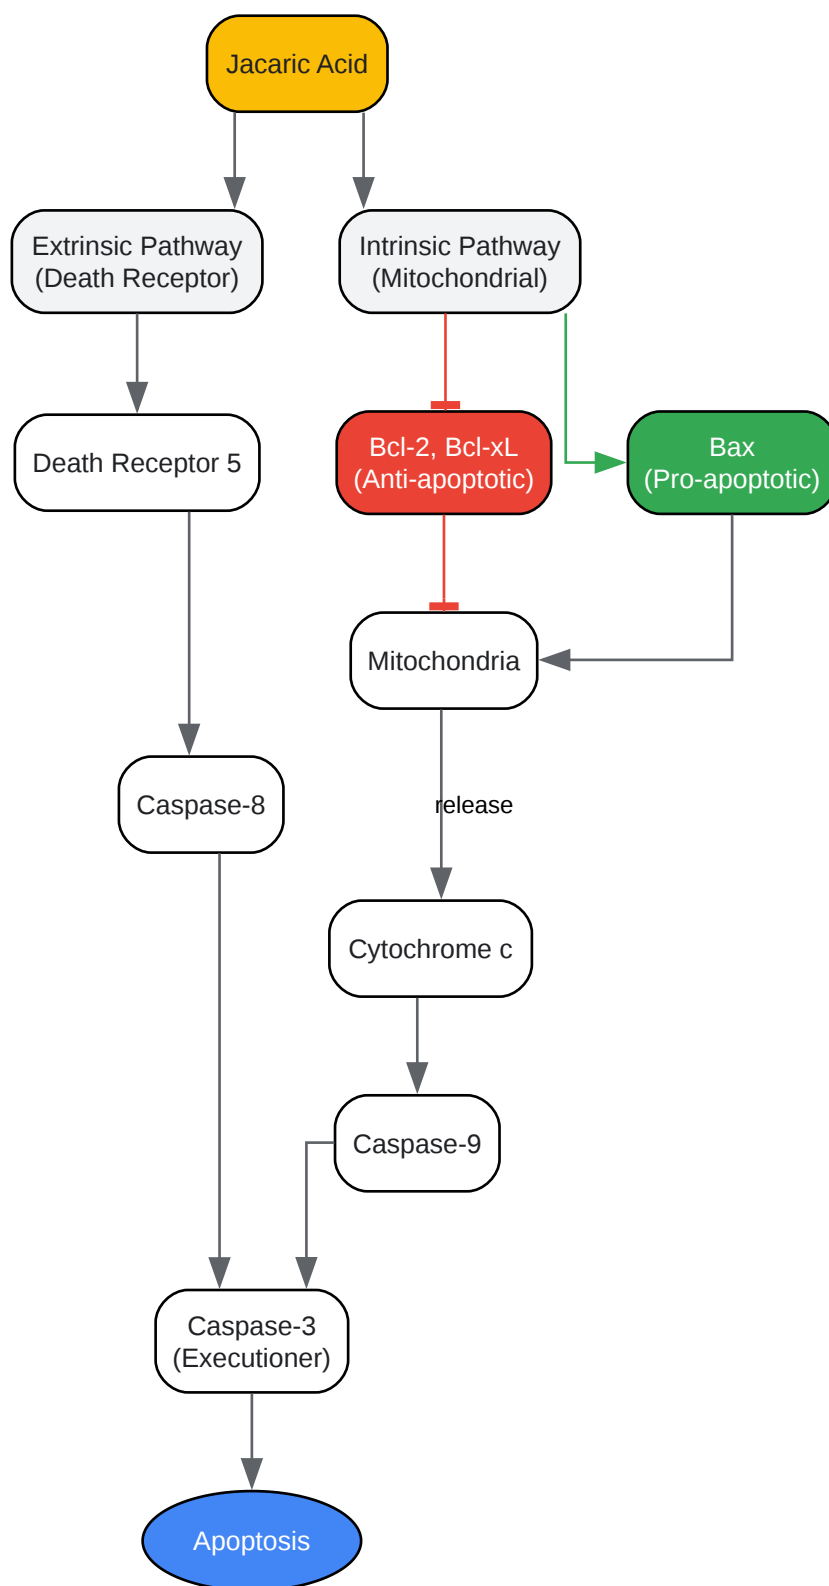 Jacaric Acid
Extrinsic Pathway
(Death Receptor)
Intrinsic Pathway
(Mitochondrial)
Death Receptor 5
Bcl-2, Bcl-xL
(Anti-apoptotic)
Bax
(Pro-apoptotic)
Mitochondria
Caspase-8
release
Cytochrome c
Caspase-9
Caspase-3
(Executioner)
Apoptosis